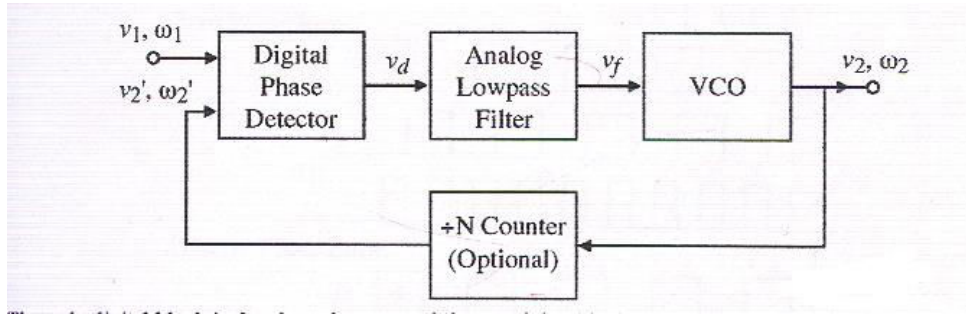 v1, ω1
v2', ω2'
Digital
Phase
Detector
vd
Analog
Lowpass
Filter
vf
VCO
v2, ω2
÷N Counter
(Optional)